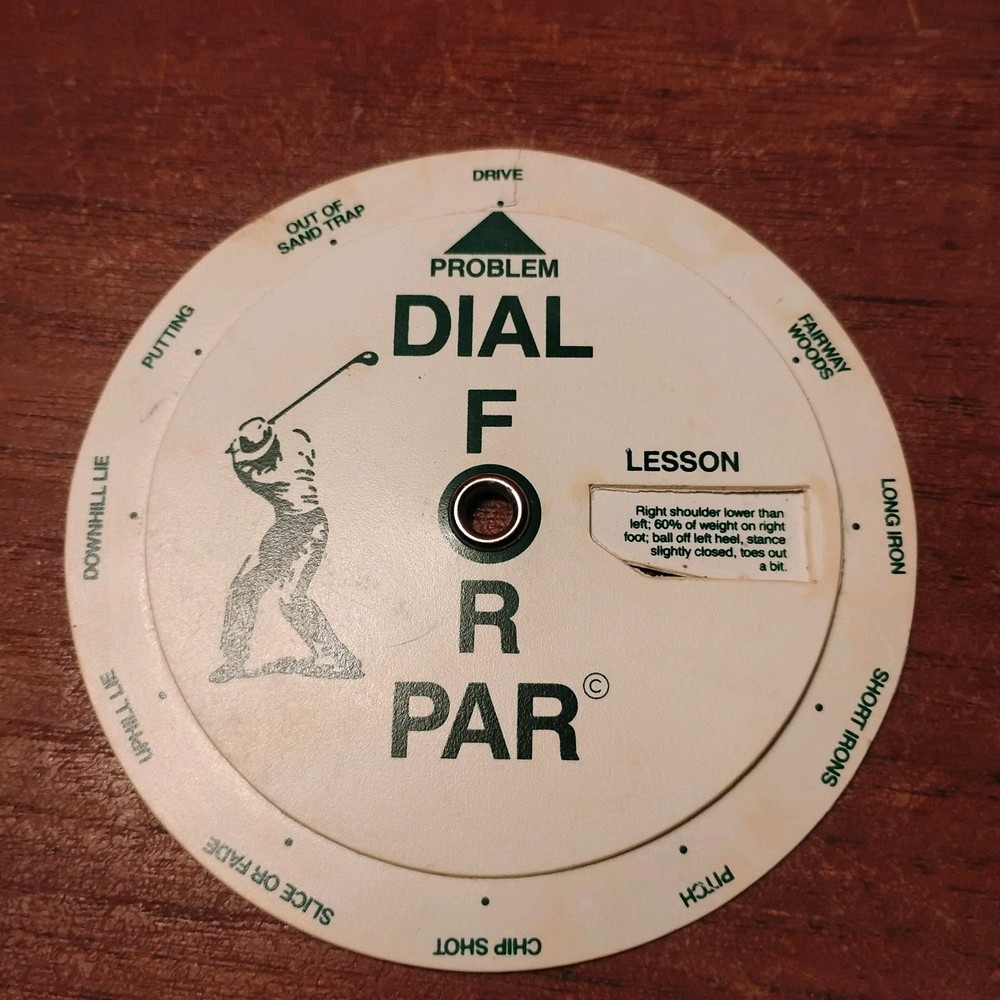 DRIVE
OUT OF
SAND TRAP
PROBLEM
DIAL
F
O
R
PAR©
LESSON
Right shoulder lower than
left; 60% of weight on right
foot; ball off left heel, stance
slightly closed, toes out
a bit.
FAIRWAY
WOODS
LONG IRON
SHORT IRONS
PITCH
CHIP SHOT
SLICE OR FADE
UPHILL LIE
DOWNHILL LIE
PUTTING